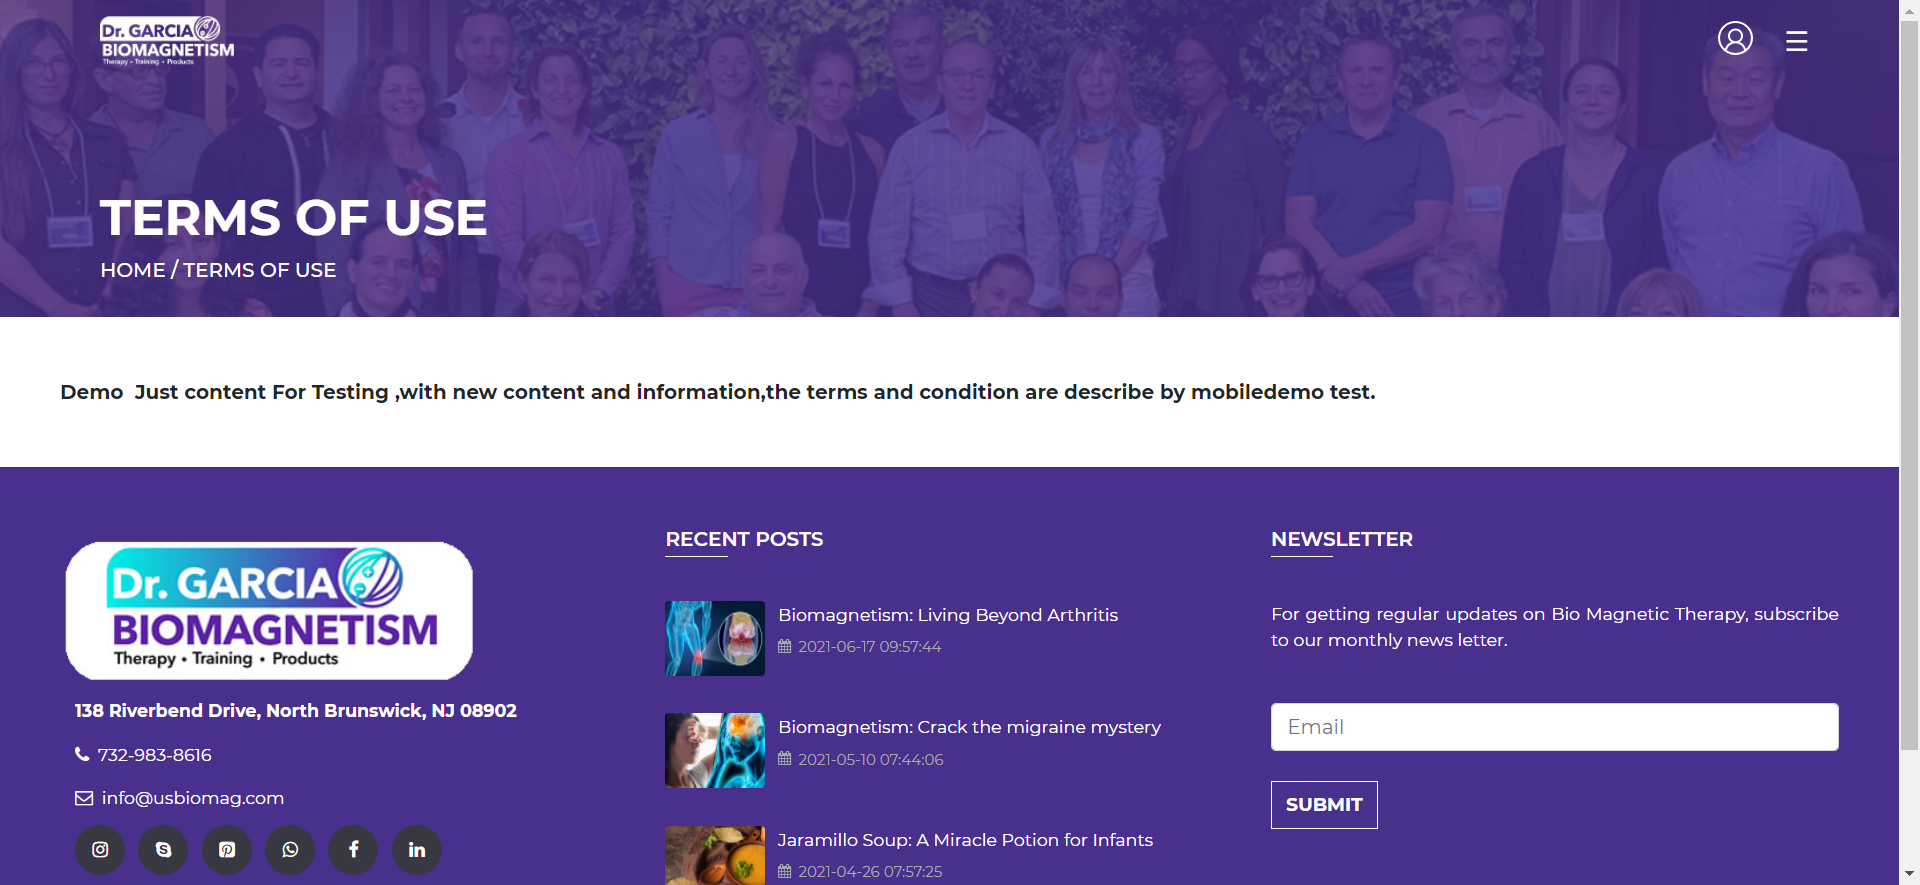 Dr. GARCIA
BIOMAGNETISM
Therapy • Training • Products
TERMS OF USE
HOME / TERMS OF USE
Demo  Just content For Testing ,with new content and information,the terms and condition are describe by mobiledemo test.
Dr. GARCIA
BIOMAGNETISM
Therapy • Training • Products
138 Riverbend Drive, North Brunswick, NJ 08902
732-983-8616
info@usbiomag.com
RECENT POSTS
Biomagnetism: Living Beyond Arthritis
2021-06-17 09:57:44
Biomagnetism: Crack the migraine mystery
2021-05-10 07:44:06
Jaramillo Soup: A Miracle Potion for Infants
2021-04-26 07:57:25
NEWSLETTER
For getting regular updates on Bio Magnetic Therapy, subscribe
to our monthly news letter.
Email
SUBMIT